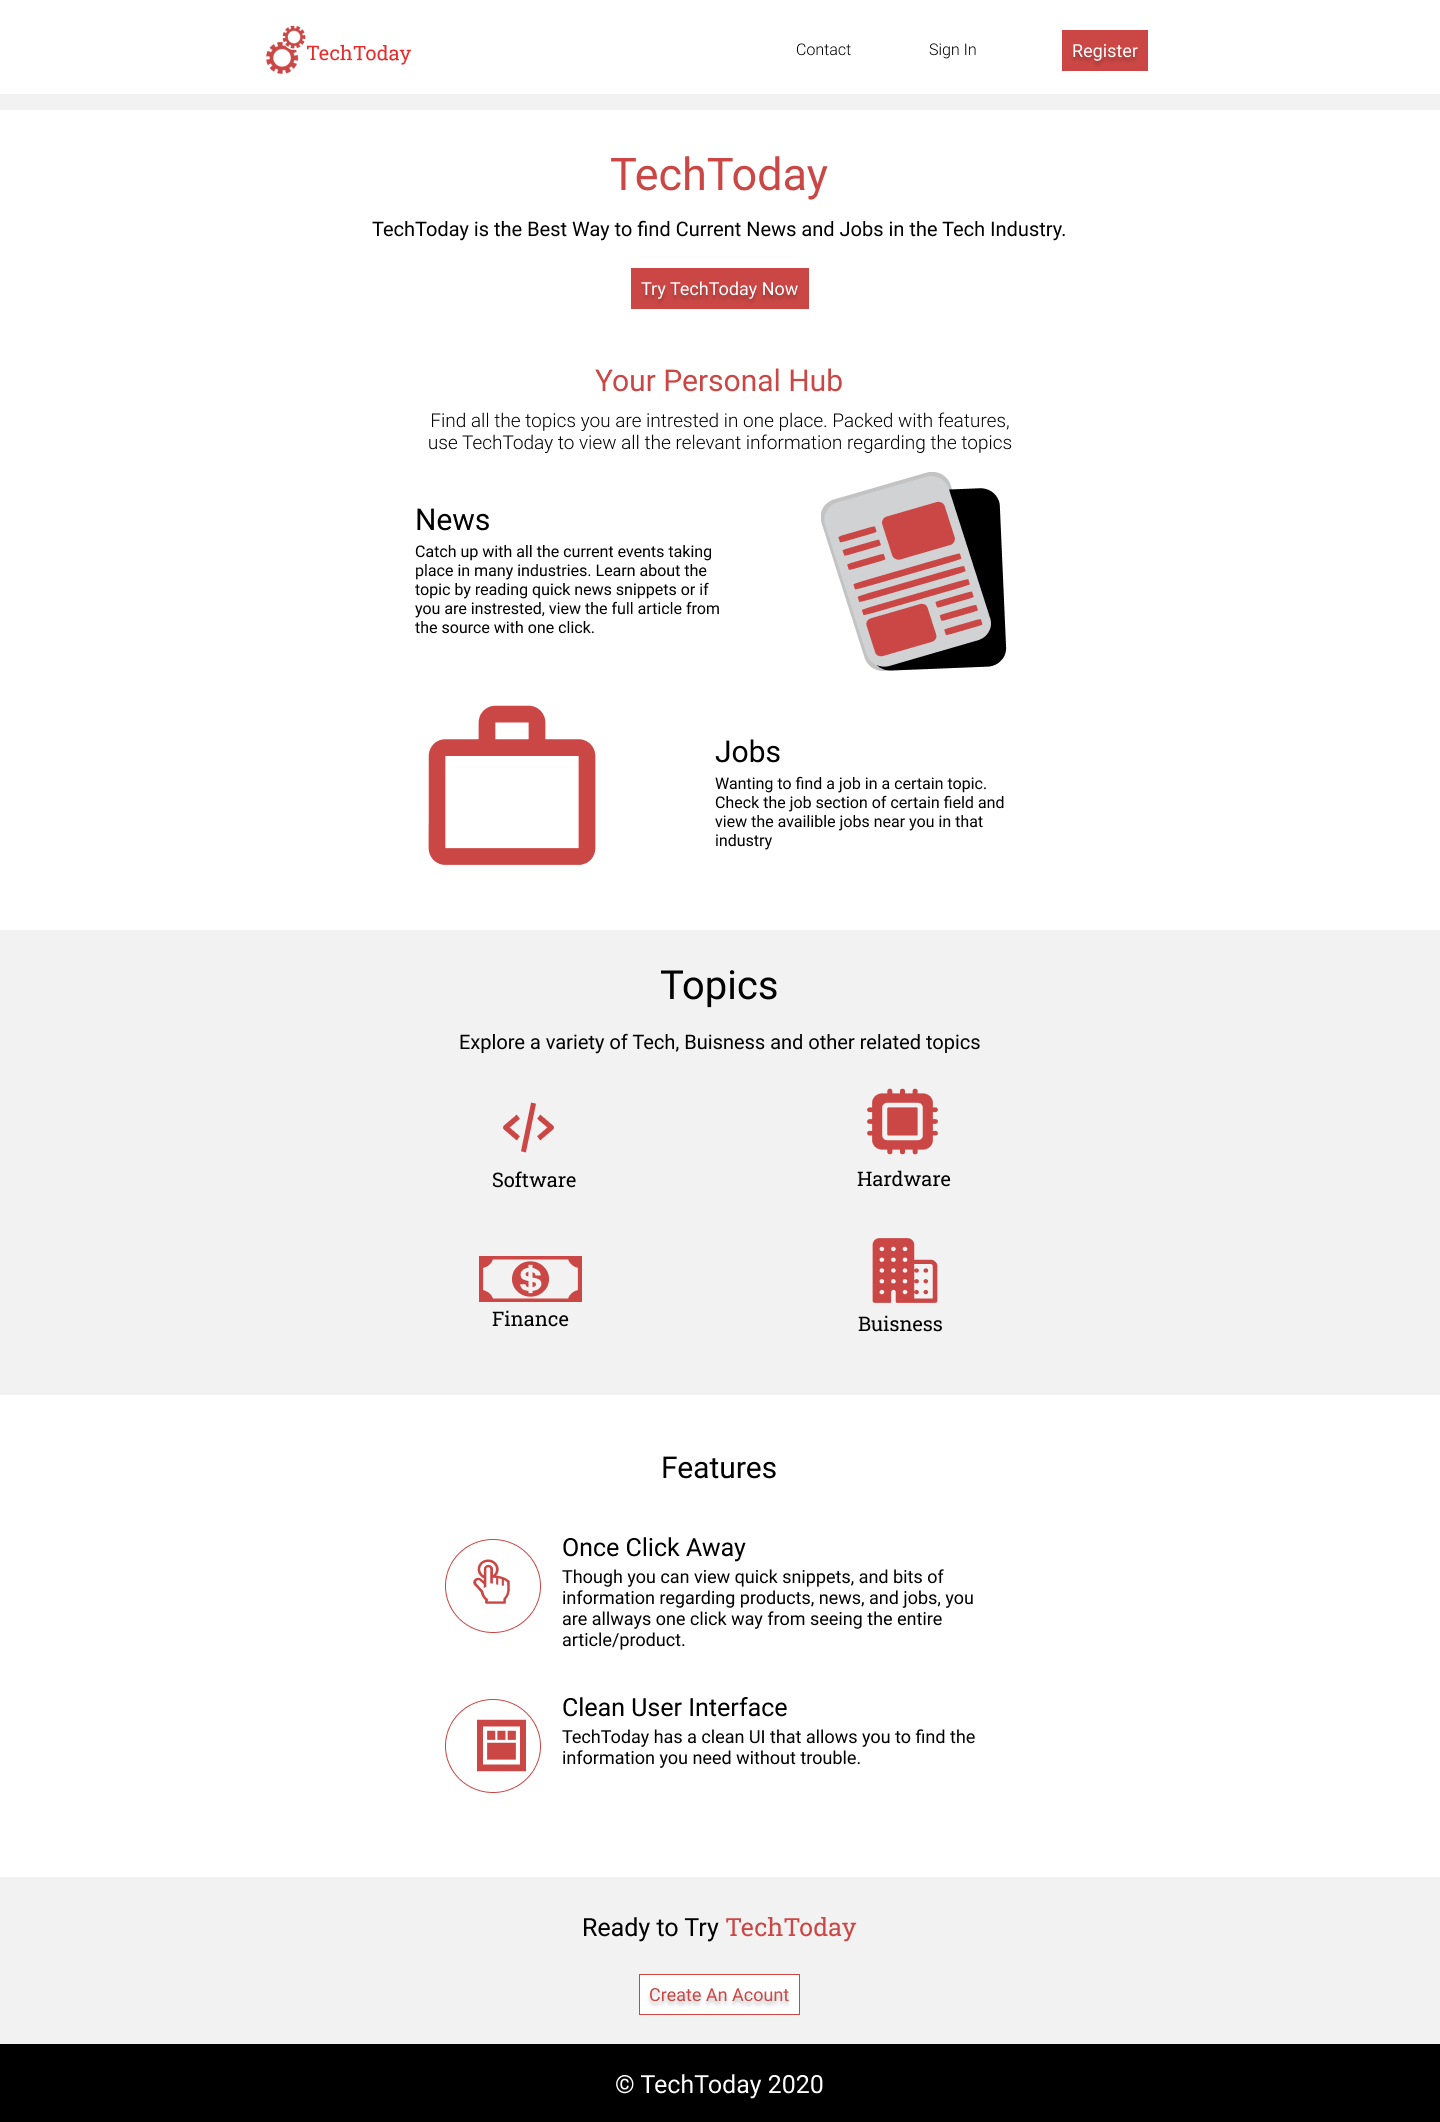 TechToday
Contact
Sign In
Register
TechToday
TechToday is the Best Way to find Current News and Jobs in the Tech Industry.
Try TechToday Now
Your Personal Hub
Find all the topics you are intrested in one place. Packed with features,
use TechToday to view all the relevant information regarding the topics
News
Catch up with all the current events taking
place in many industries. Learn about the
topic by reading quick news snippets or if
you are instrested, view the full article from
the source with one click.
Jobs
Wanting to find a job in a certain topic.
Check the job section of certain field and
view the availible jobs near you in that
industry
Topics
Explore a variety of Tech, Buisness and other related topics
Software
Hardware
$
Finance
Buisness
Features
Once Click Away
Though you can view quick snippets, and bits of
information regarding products, news, and jobs, you
are allways one click way from seeing the entire
article/product.
Clean User Interface
TechToday has a clean UI that allows you to find the
information you need without trouble.
Ready to Try TechToday
Create An Acount
© TechToday 2020